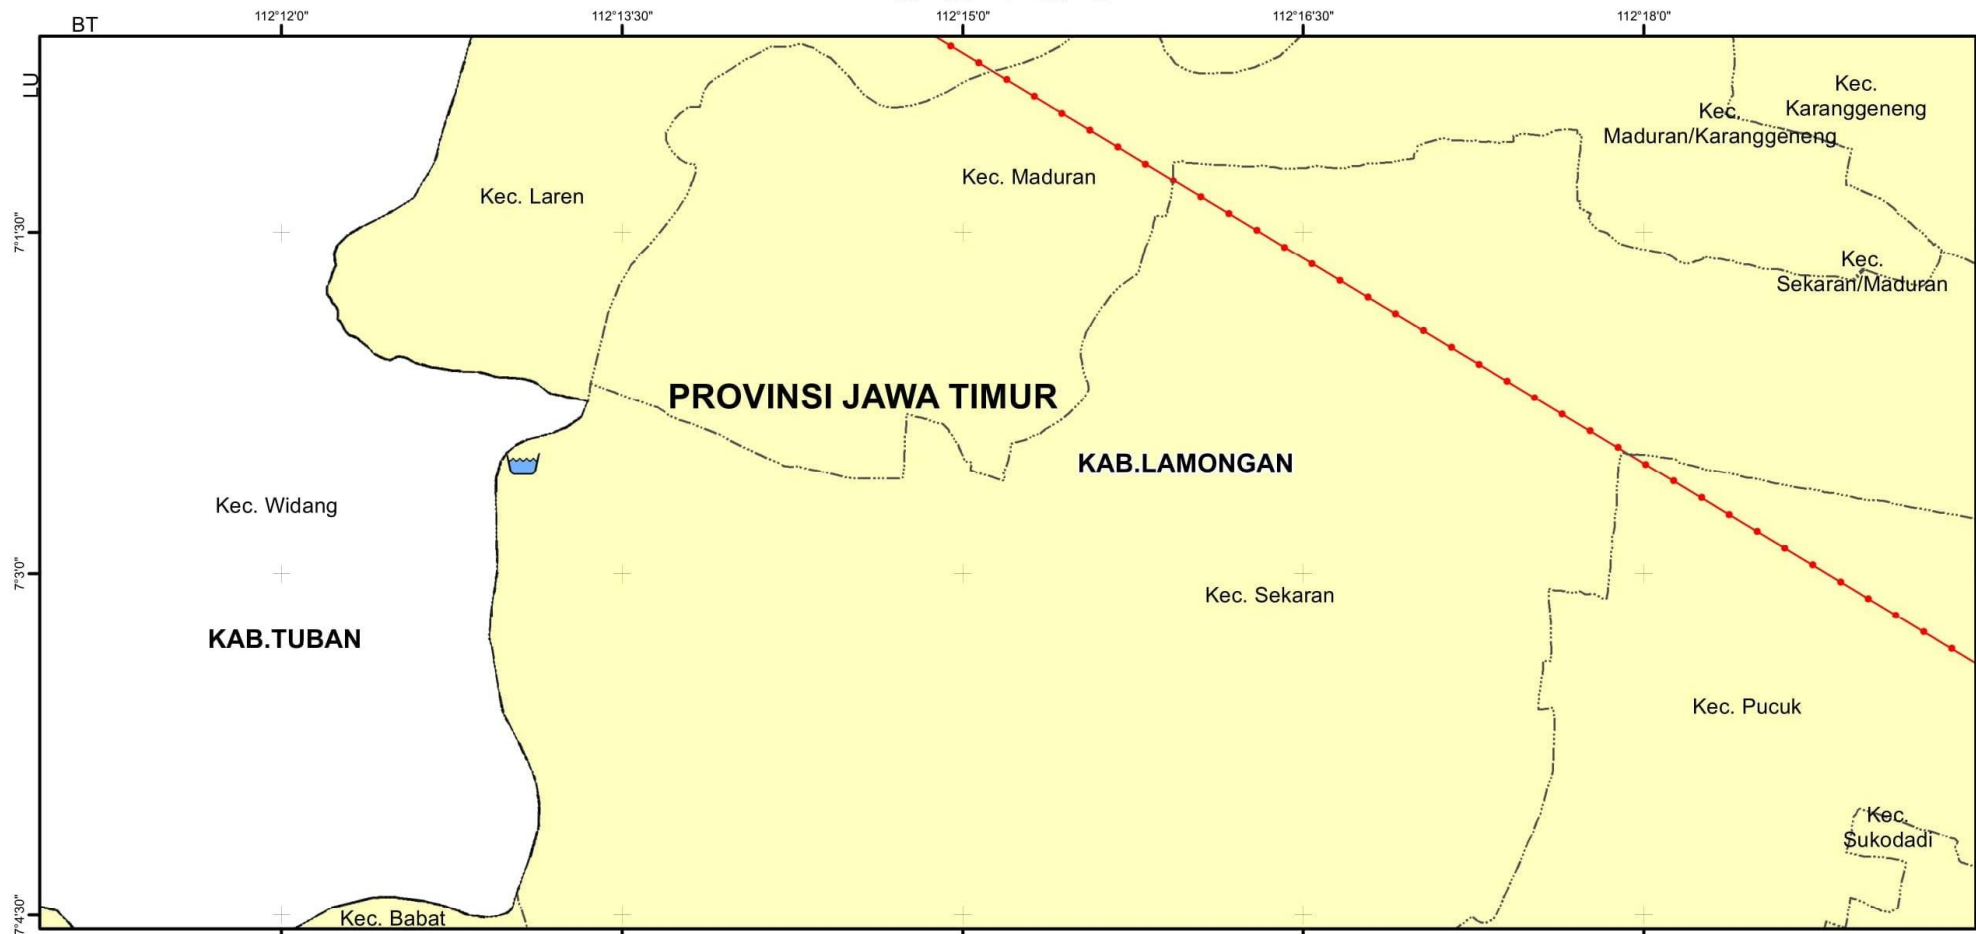 BT
112°12'0"
112°13'30"
112°15'0"
112°16'30"
112°18'0"
LU
Kec.
Karanggeneng
Kec.
Maduran/Karanggeneng
Kec. Maduran
Kec. Laren
7°1'30"
Kec.
Sekaran/Maduran
PROVINSI JAWA TIMUR
KAB.LAMONGAN
Kec. Widang
7°3'0"
Kec. Sekaran
KAB.TUBAN
Kec. Pucuk
Kec.
Sukodadi
7°4'30"
Kec. Babat